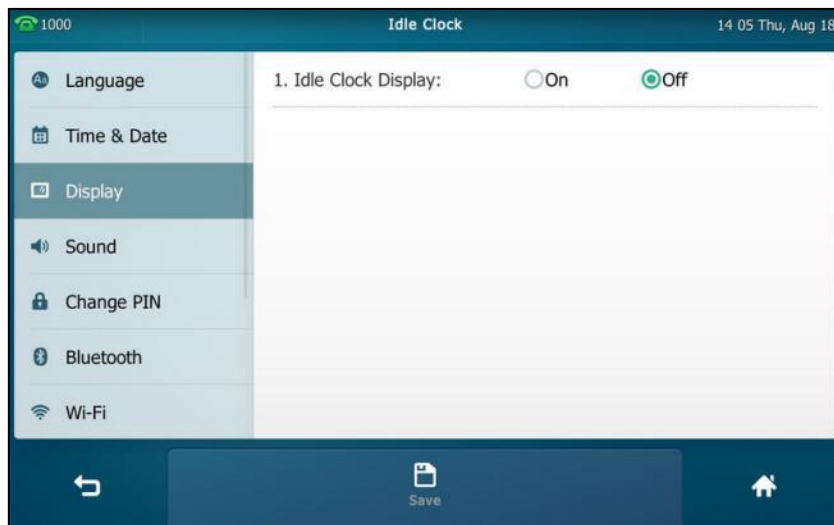 1000
Idle Clock
14 05 Thu, Aug 18
Aa
Language
1. Idle Clock Display:
On
Off
Time & Date
Display
Sound
Change PIN
Bluetooth
Wi-Fi
Save